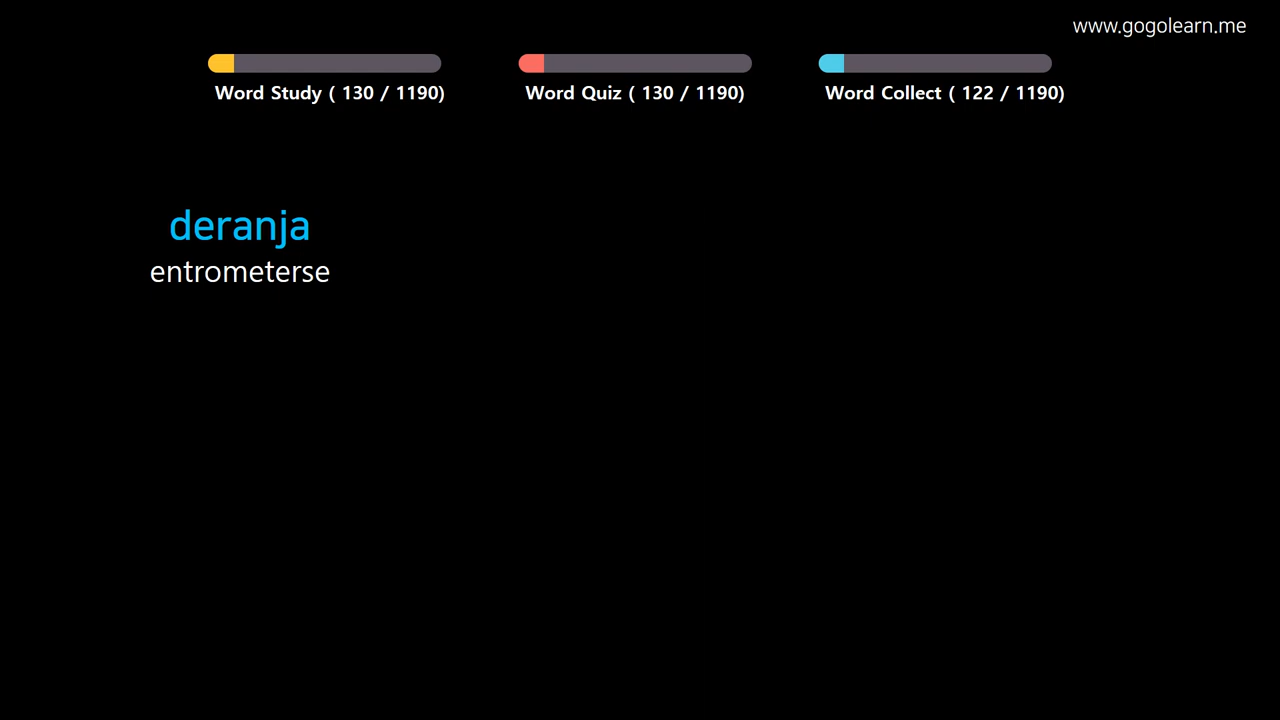 www.gogolearn.me
Word Study ( 130 / 1190)
Word Quiz ( 130 / 1190)
Word Collect ( 122 / 1190)
deranja
entrometerse